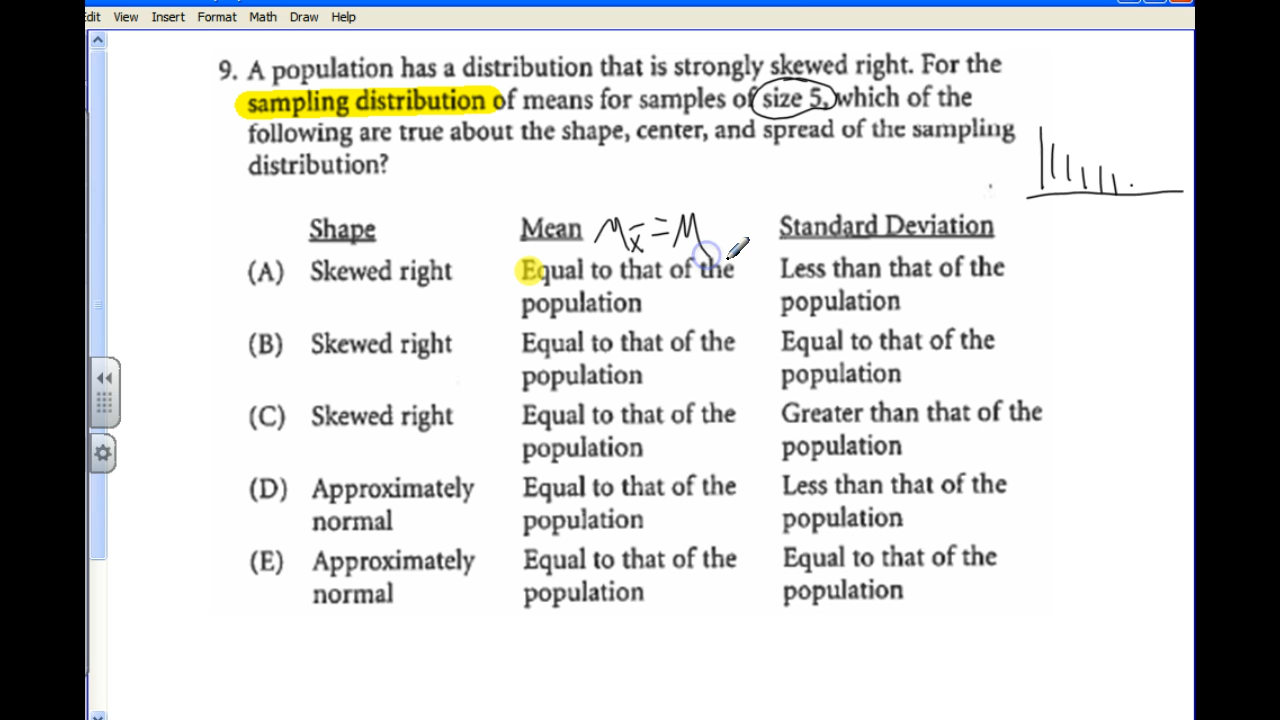 Edit View Insert Format Math Draw Help
9. A population has a distribution that is strongly skewed right. For the
sampling distribution of means for samples of size 5, which of the
following are true about the shape, center, and spread of the sampling
distribution?
Shape Mean μx̄ = μ Standard Deviation
(A) Skewed right Equal to that of the Less than that of the
population population
(B) Skewed right Equal to that of the Equal to that of the
population population
(C) Skewed right Equal to that of the Greater than that of the
population population
(D) Approximately Equal to that of the Less than that of the
normal population population
(E) Approximately Equal to that of the Equal to that of the
normal population population